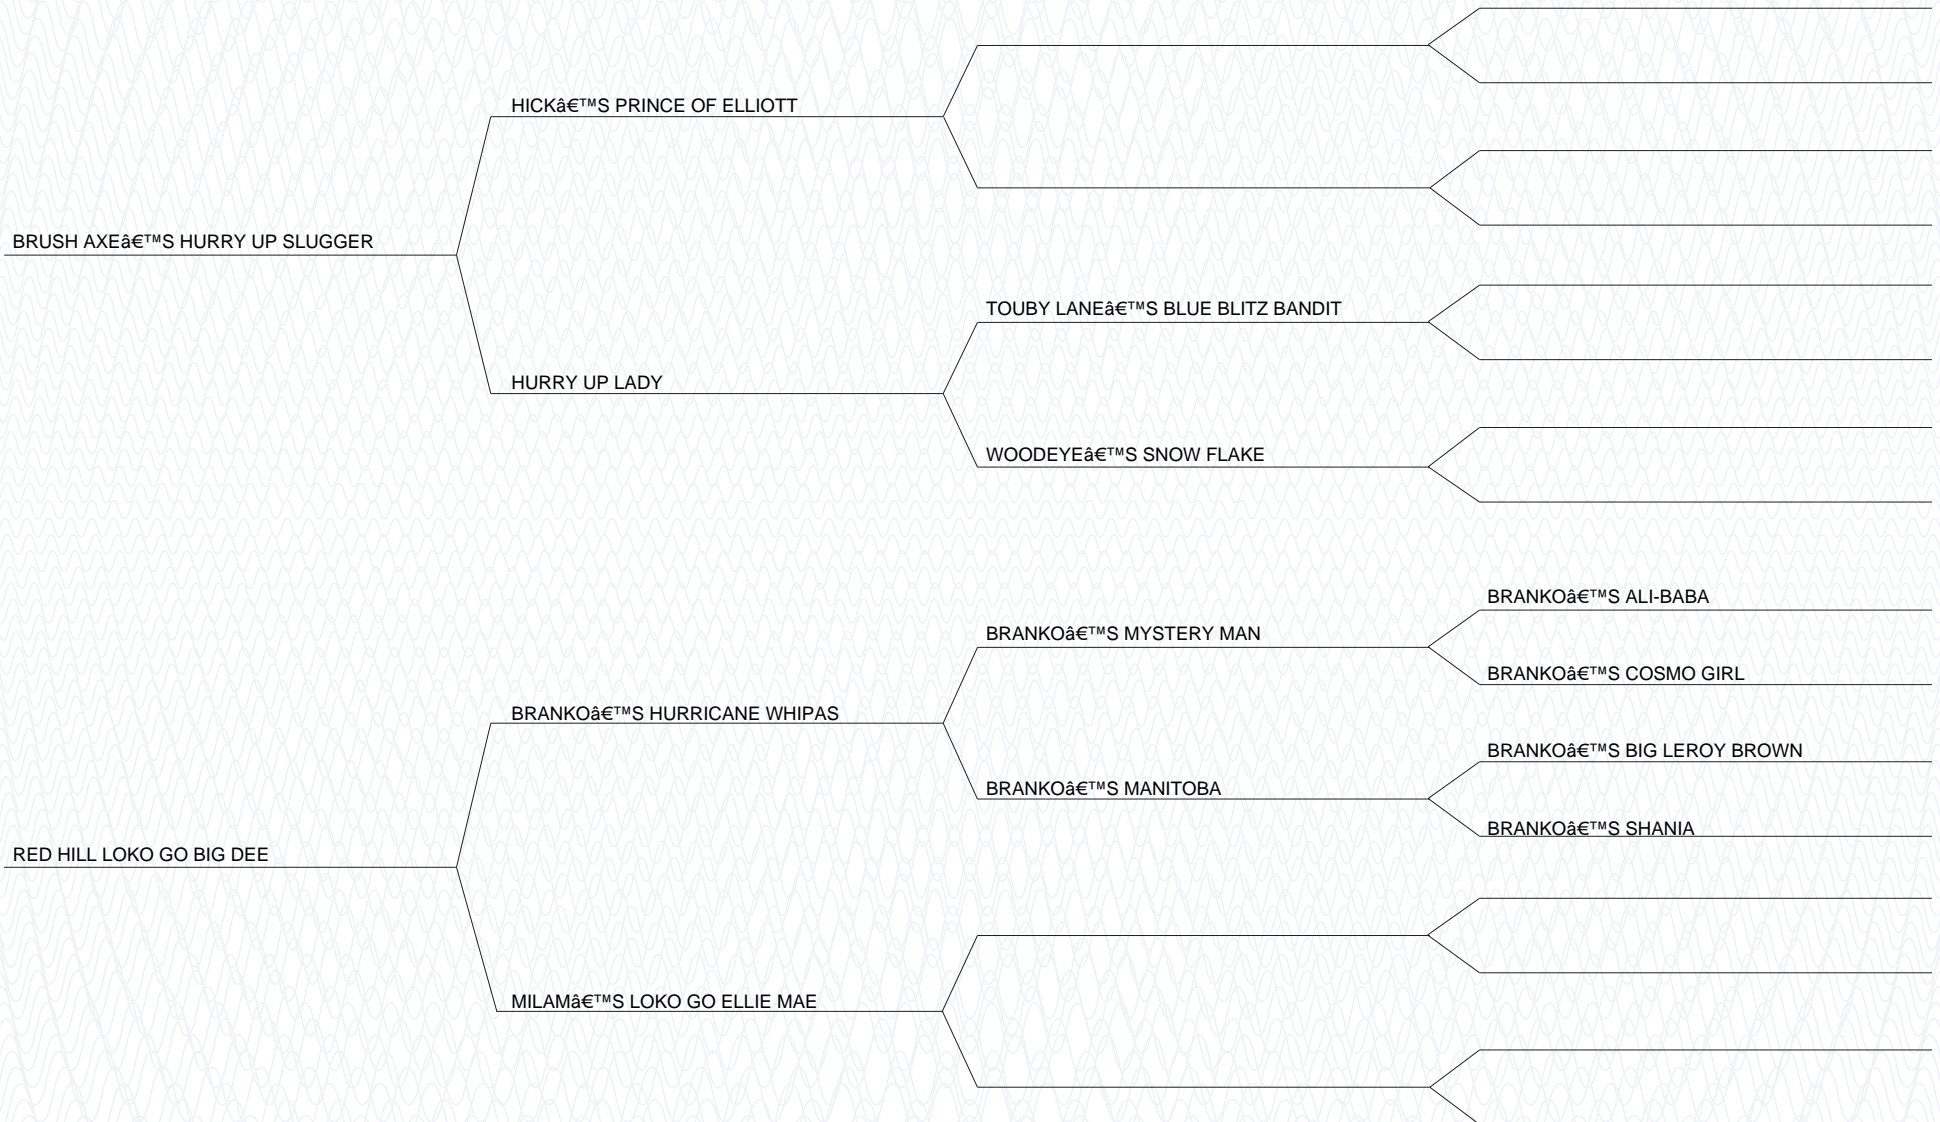 HICKâ€™S PRINCE OF ELLIOTT
BRUSH AXEâ€™S HURRY UP SLUGGER
TOUBY LANEâ€™S BLUE BLITZ BANDIT
HURRY UP LADY
WOODEYEâ€™S SNOW FLAKE
BRANKOâ€™S ALI-BABA
BRANKOâ€™S MYSTERY MAN
BRANKOâ€™S COSMO GIRL
BRANKOâ€™S HURRICANE WHIPAS
BRANKOâ€™S BIG LEROY BROWN
BRANKOâ€™S MANITOBA
BRANKOâ€™S SHANIA
RED HILL LOKO GO BIG DEE
MILAMâ€™S LOKO GO ELLIE MAE